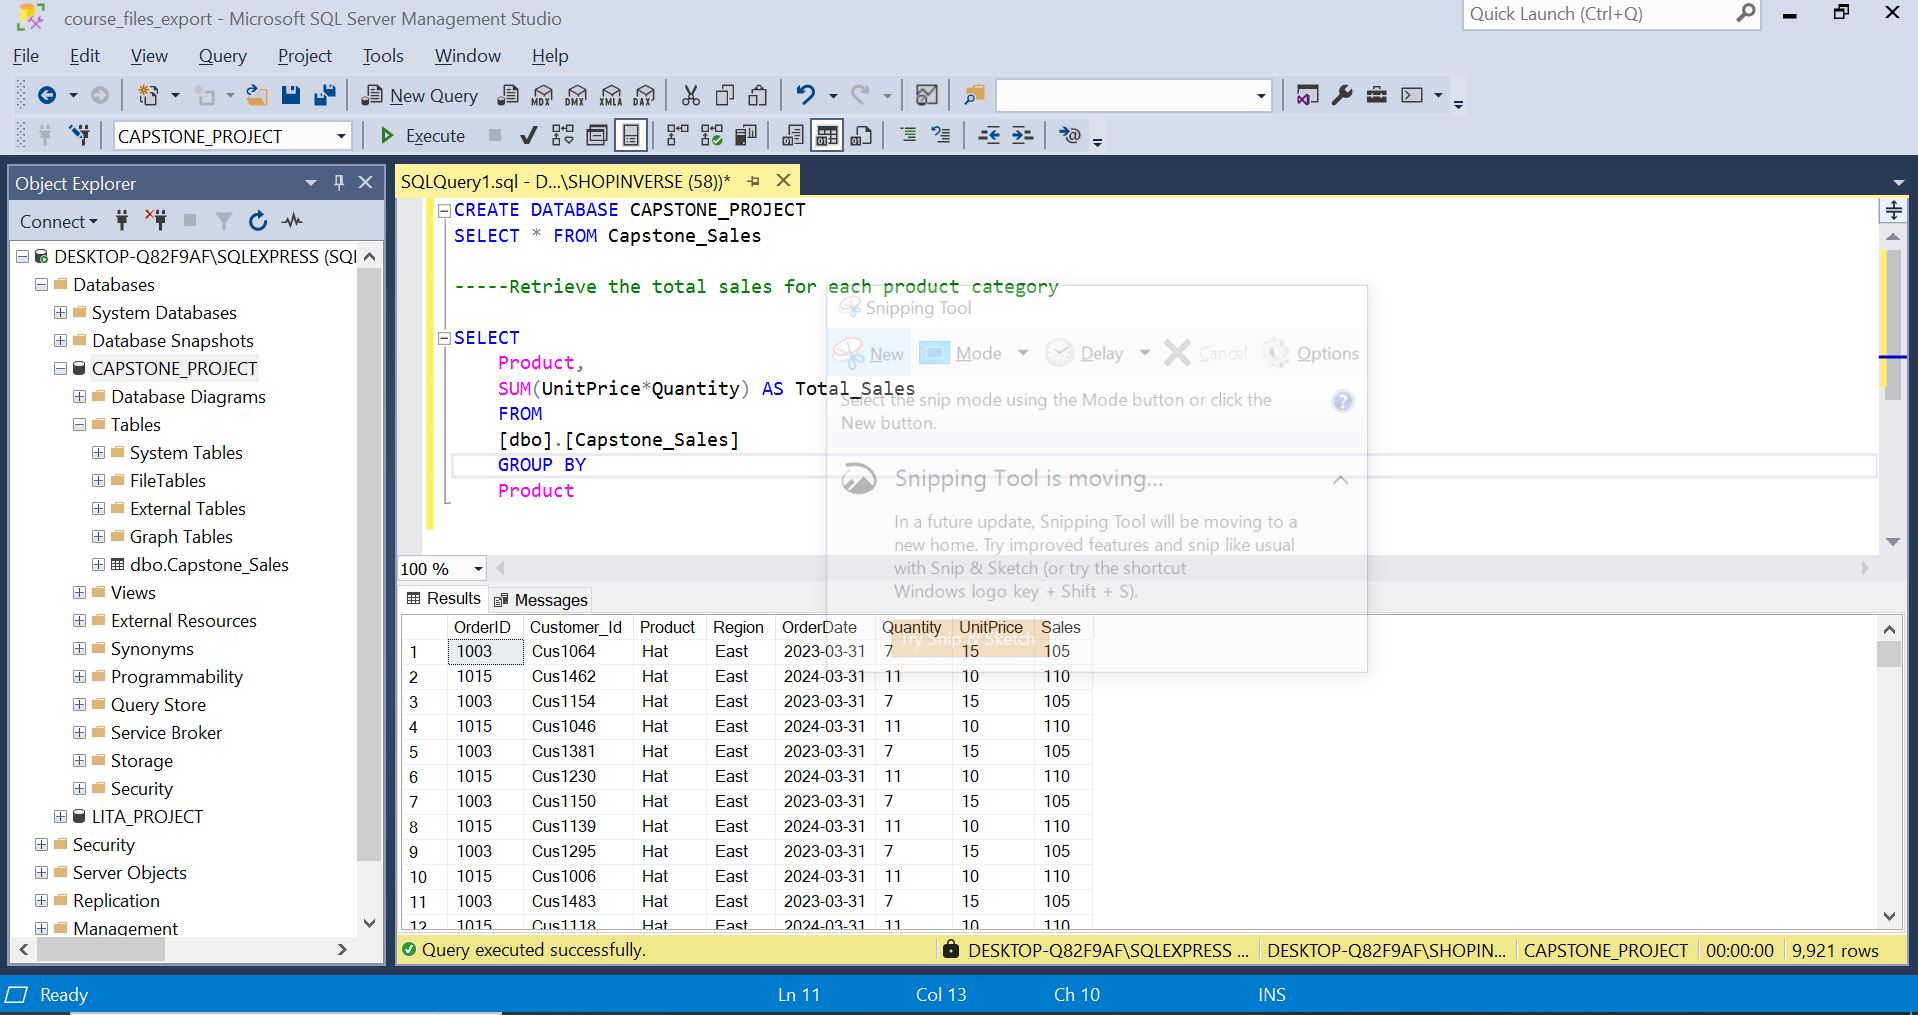 course_files_export - Microsoft SQL Server Management Studio
Quick Launch (Ctrl+Q)
File Edit View Query Project Tools Window Help
New Query MDX DMX XMLA DAX
CAPSTONE_PROJECT Execute
Object Explorer
Connect
DESKTOP-Q82F9AF\SQLEXPRESS (SQ
Databases
System Databases
Database Snapshots
CAPSTONE_PROJECT
Database Diagrams
Tables
System Tables
FileTables
External Tables
Graph Tables
dbo.Capstone_Sales
Views
External Resources
Synonyms
Programmability
Query Store
Service Broker
Storage
Security
LITA_PROJECT
Security
Server Objects
Replication
Management
SQLQuery1.sql - D...\SHOPINVERSE (58))*
CREATE DATABASE CAPSTONE_PROJECT
SELECT * FROM Capstone_Sales
-----Retrieve the total sales for each product category
SELECT
Product,
SUM(UnitPrice*Quantity) AS Total_Sales
FROM
[dbo].[Capstone_Sales]
GROUP BY
Product
Snipping Tool
New Mode Delay Cancel Options
Select the snip mode using the Mode button or click the
New button.
Snipping Tool is moving...
In a future update, Snipping Tool will be moving to a
new home. Try improved features and snip like usual
with Snip & Sketch (or try the shortcut
Windows logo key + Shift + S).
Try Snip & Sketch
100 %
Results Messages
OrderID Customer_Id Product Region OrderDate Quantity UnitPrice Sales
1 1003 Cus1064 Hat East 2023-03-31 7 15 105
2 1015 Cus1462 Hat East 2024-03-31 11 10 110
3 1003 Cus1154 Hat East 2023-03-31 7 15 105
4 1015 Cus1046 Hat East 2024-03-31 11 10 110
5 1003 Cus1381 Hat East 2023-03-31 7 15 105
6 1015 Cus1230 Hat East 2024-03-31 11 10 110
7 1003 Cus1150 Hat East 2023-03-31 7 15 105
8 1015 Cus1139 Hat East 2024-03-31 11 10 110
9 1003 Cus1295 Hat East 2023-03-31 7 15 105
10 1015 Cus1006 Hat East 2024-03-31 11 10 110
11 1003 Cus1483 Hat East 2023-03-31 7 15 105
12 1015 Cus1118 Hat East 2024-03-31 11 10 110
Query executed successfully. DESKTOP-Q82F9AF\SQLEXPRESS ... DESKTOP-Q82F9AF\SHOPIN... CAPSTONE_PROJECT 00:00:00 9,921 rows
Ready Ln 11 Col 13 Ch 10 INS